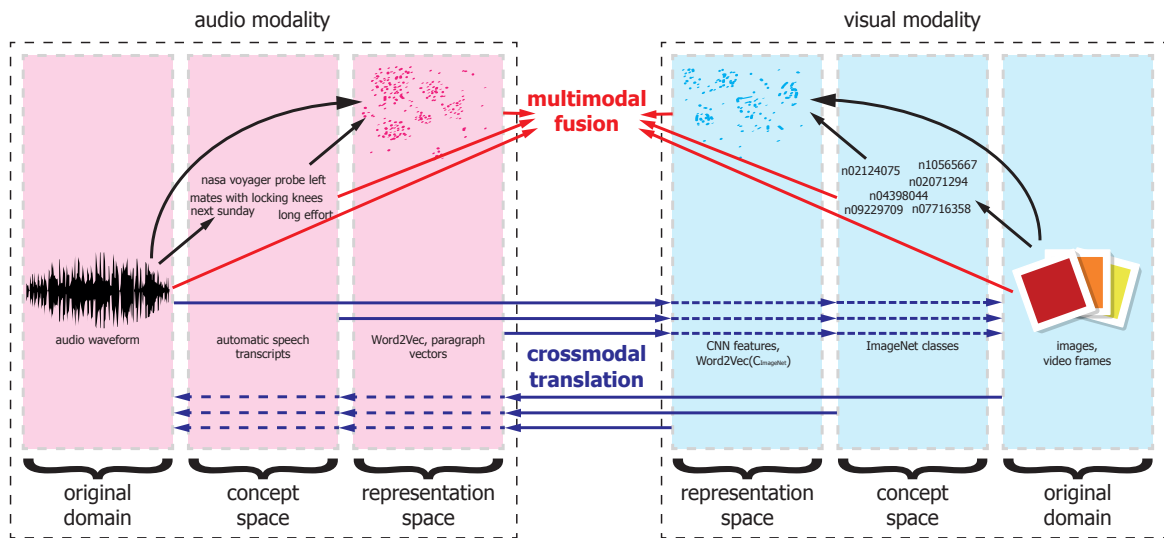 audio modality
visual modality
multimodal
fusion
nasa voyager probe left
mates with locking knees
next sunday
long effort
n02124075
n10565667
n02071294
n04398044
n09229709
n07716358
audio waveform
automatic speech
transcripts
Word2Vec, paragraph
vectors
crossmodal
translation
CNN features,
Word2Vec(CImageNet)
ImageNet classes
images,
video frames
original
domain
concept
space
representation
space
representation
space
concept
space
original
domain